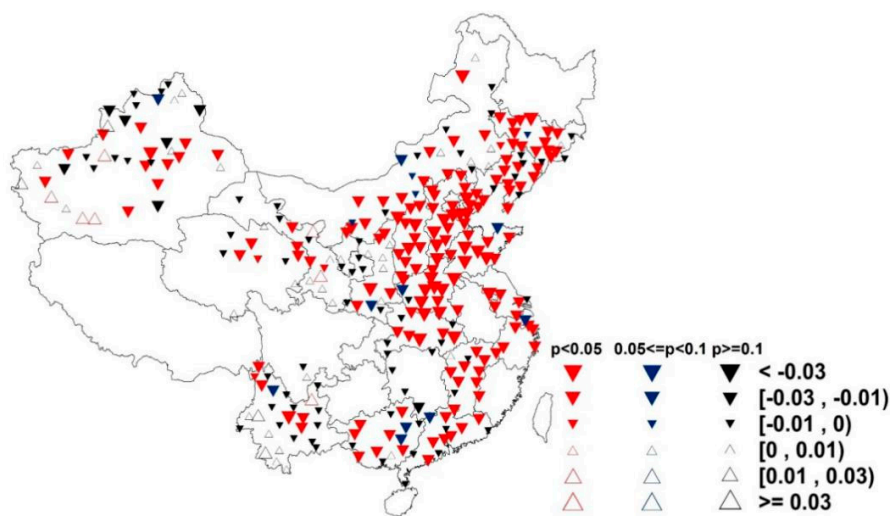 p<0.05 0.05<=p<0.1 p>=0.1
< -0.03
[-0.03 , -0.01)
[-0.01 , 0)
[0 , 0.01)
[0.01 , 0.03)
>= 0.03